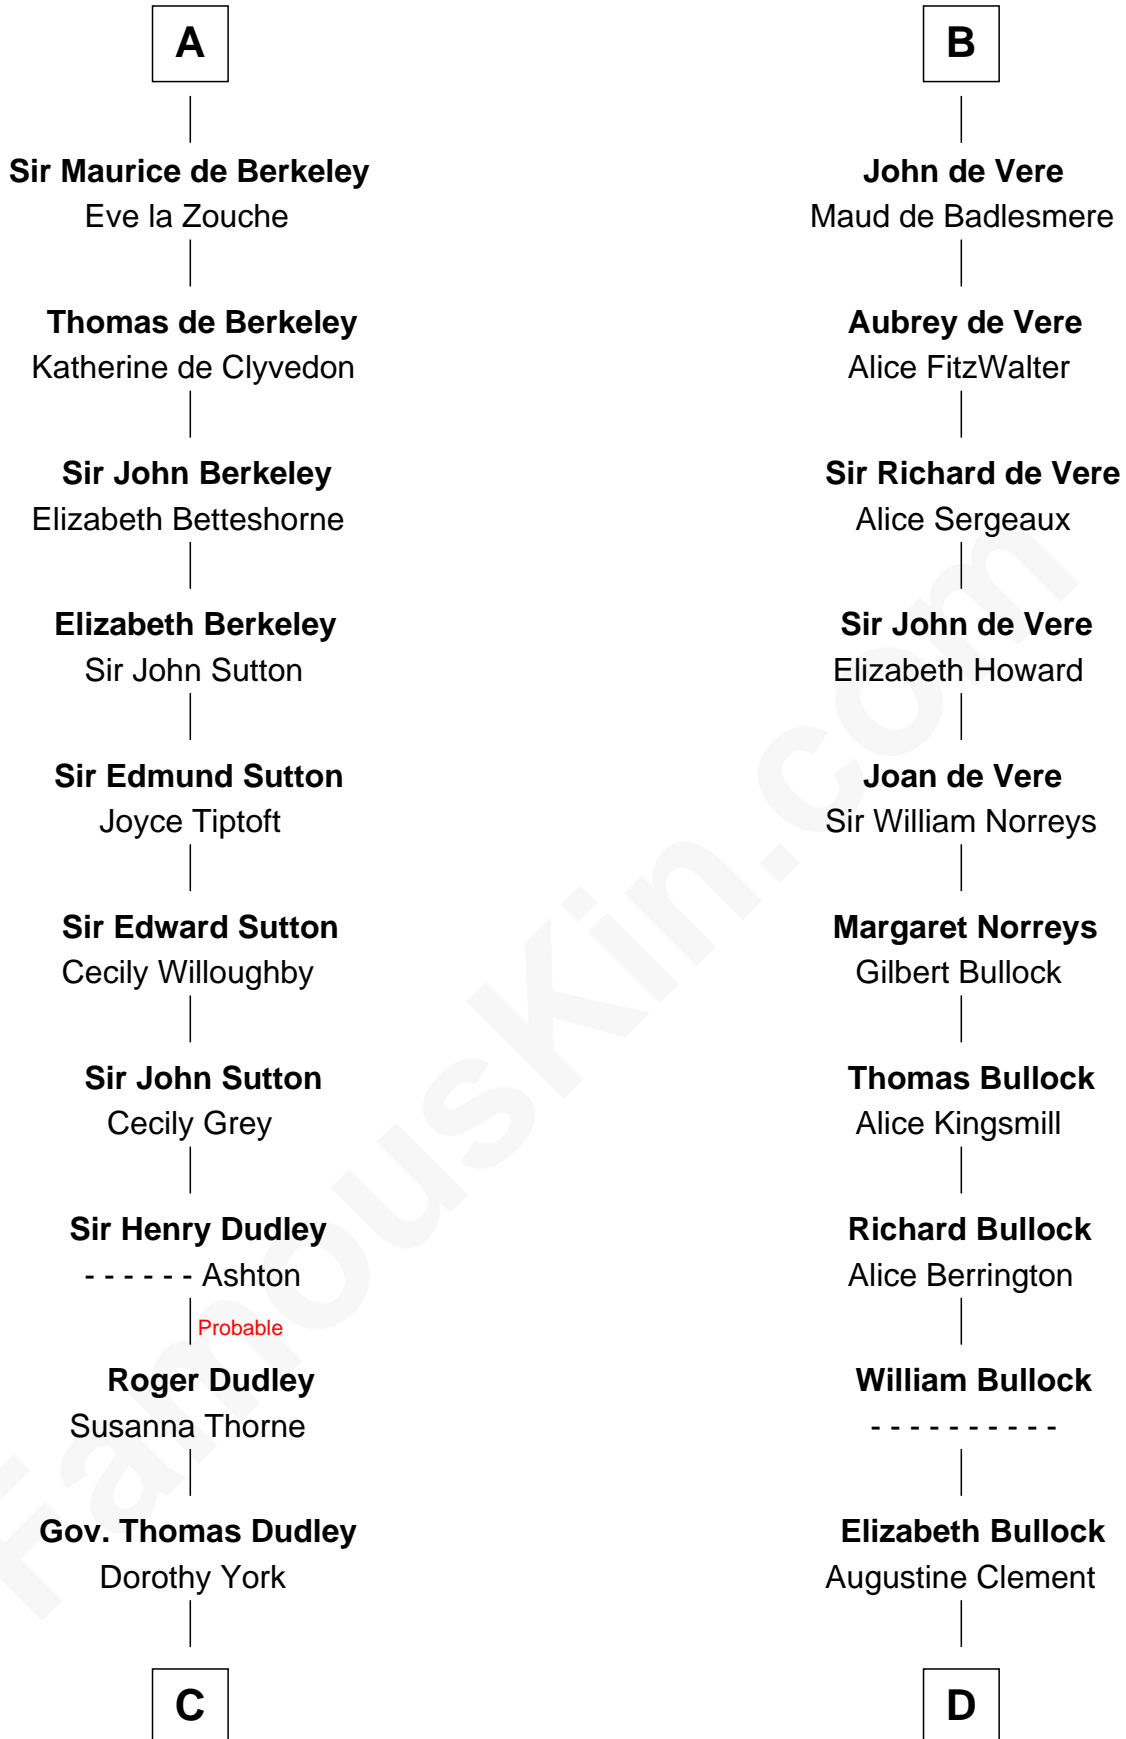 A
Sir Maurice de Berkeley
Eve la Zouche
Thomas de Berkeley
Katherine de Clyvedon
Sir John Berkeley
Elizabeth Betteshorne
Elizabeth Berkeley
Sir John Sutton
Sir Edmund Sutton
Joyce Tiptoft
Sir Edward Sutton
Cecily Willoughby
Sir John Sutton
Cecily Grey
Sir Henry Dudley
- - - - - - Ashton
Probable
Roger Dudley
Susanna Thorne
Gov. Thomas Dudley
Dorothy York
C
B
John de Vere
Maud de Badlesmere
Aubrey de Vere
Alice FitzWalter
Sir Richard de Vere
Alice Sergeaux
Sir John de Vere
Elizabeth Howard
Joan de Vere
Sir William Norreys
Margaret Norreys
Gilbert Bullock
Thomas Bullock
Alice Kingsmill
Richard Bullock
Alice Berrington
William Bullock
- - - - - - - - - -
Elizabeth Bullock
Augustine Clement
D
FamousKin.com